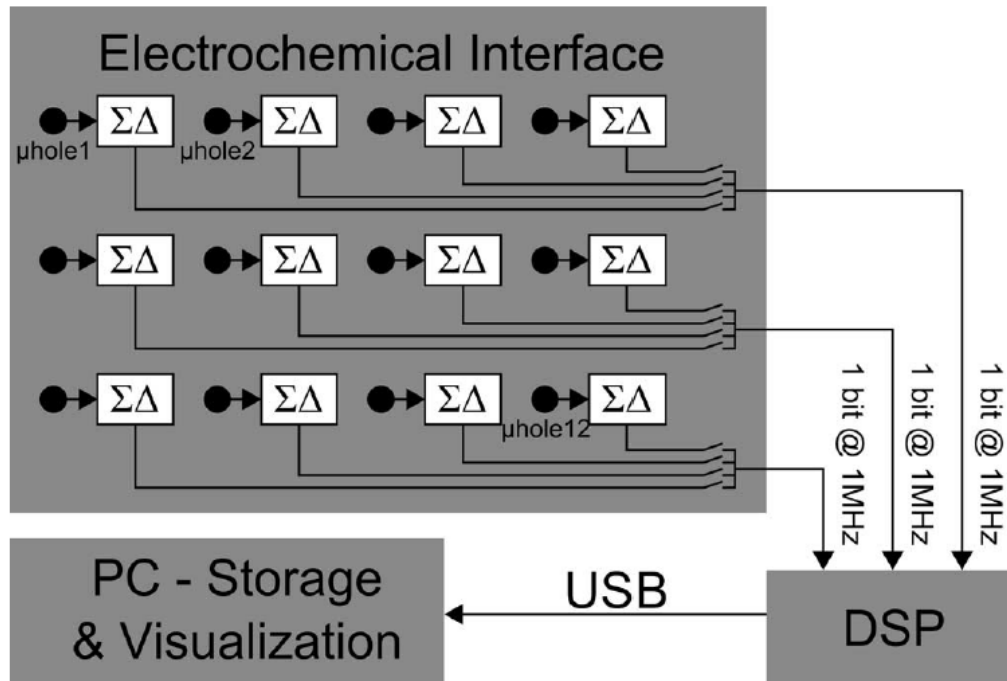 Electrochemical Interface
ΣΔ ΣΔ ΣΔ ΣΔ
μhole1 μhole2
ΣΔ ΣΔ ΣΔ ΣΔ
ΣΔ ΣΔ ΣΔ ΣΔ
μhole12
1 bit @ 1MHz
1 bit @ 1MHz
1 bit @ 1MHz
PC - Storage
& Visualization
USB
DSP